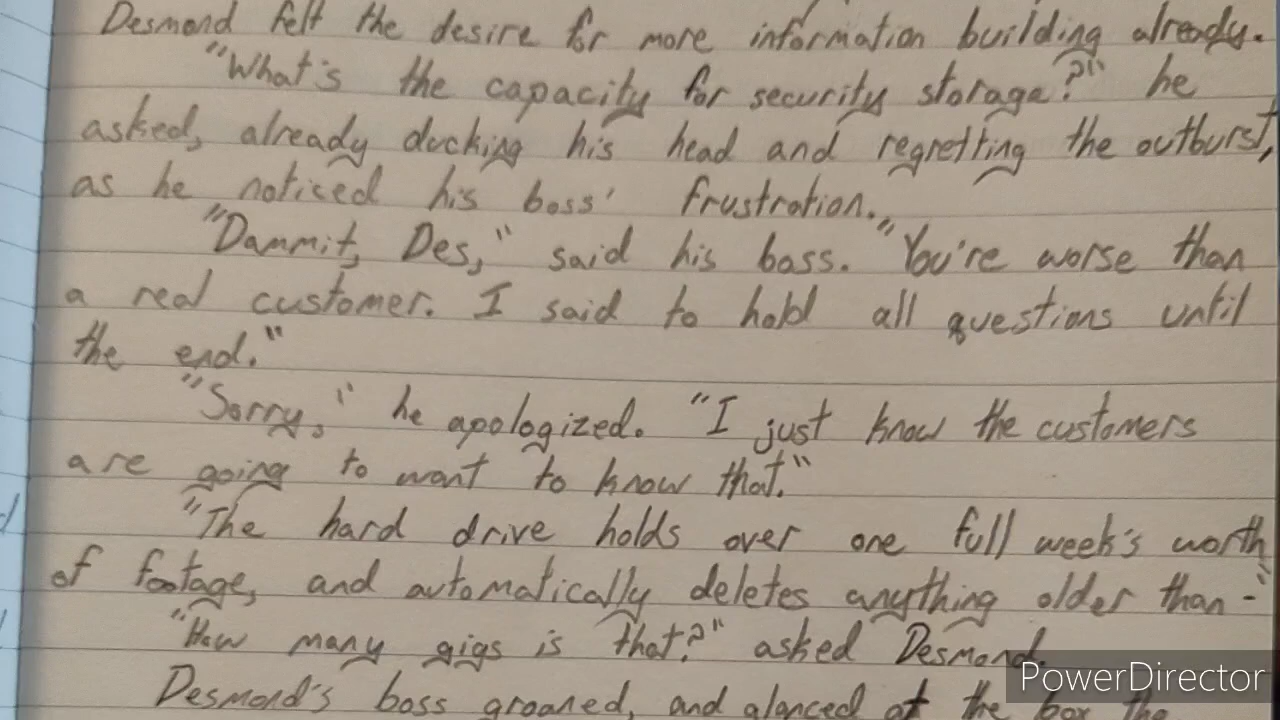 Desmond felt the desire for more information building already.
"What's the capacity for security storage?" he
asked, already ducking his head and regretting the outburst,
as he noticed his boss' frustration.
"Dammit, Des," said his boss. "You're worse than
a real customer. I said to hold all questions until
the end."
"Sorry," he apologized. "I just know the customers
are going to want to know that."
"The hard drive holds over one full week's worth
of footage, and automatically deletes anything older than-"
"How many gigs is that?" asked Desmond.
Desmond's boss groaned, and glanced at the box the
PowerDirector